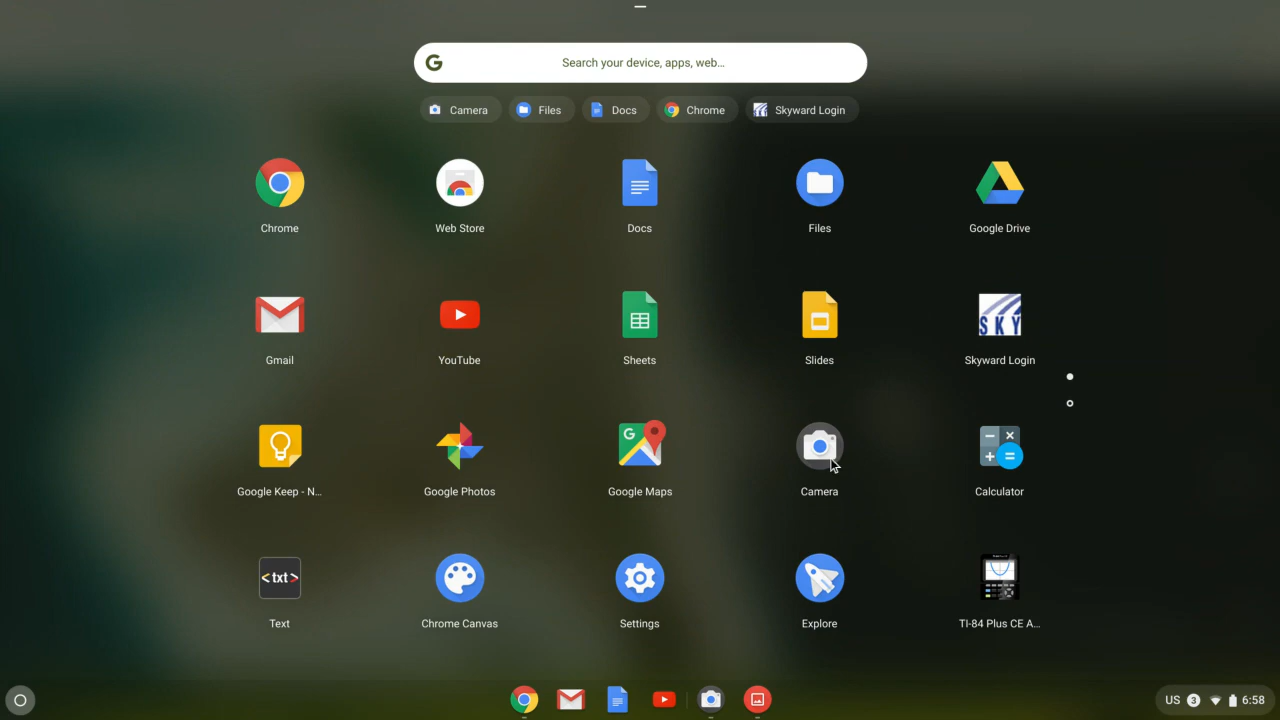 Search your device, apps, web...
Camera
Files
Docs
Chrome
Skyward Login
Chrome
Web Store
Docs
Files
Google Drive
SKY
Gmail
YouTube
Sheets
Slides
Skyward Login
G
Google Keep - N...
Google Photos
Google Maps
Camera
Calculator
<txt>
Text
Chrome Canvas
Settings
Explore
TI-84 Plus CE A...
US 3 6:58